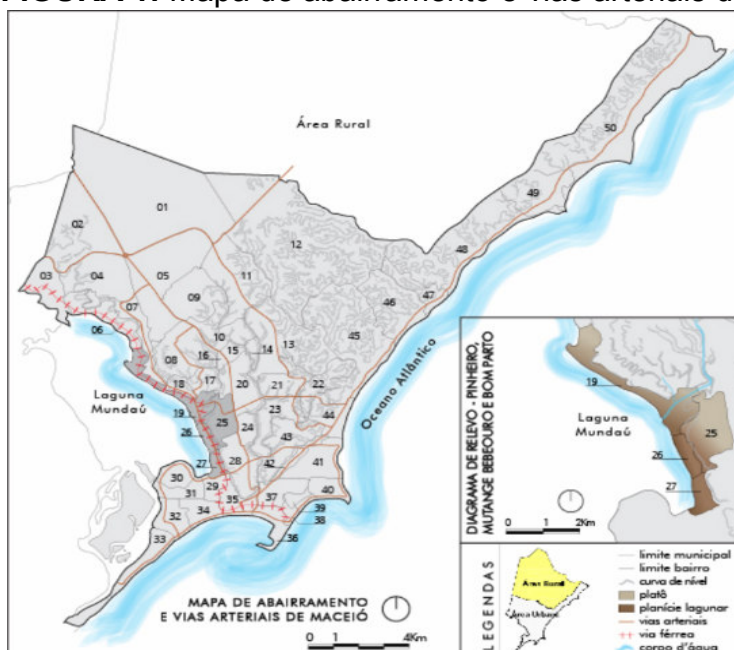 Mapa de abairramento e vias arteriais
Área Rural
50
01
49
02
12
48
03
04
05
11
46
47
09
07
06
10
13
45
16
15
14
08
17
18
20
21
22
Laguna
Mundaú
19
25
23
44
26
24
43
27
28
42
41
30
29
31
37
40
35
39
34
32
38
33
36
Oceano Atlântico
MAPA DE ABAIRRAMENTO
E VIAS ARTERIAIS DE MACEIÓ
0 1 4Km
DIAGRAMA DE RELEVO - PINHEIRO,
MUTANGE BEBEOURO E BOM PARTO
19
Laguna
Mundaú
25
26
27
0 1 2Km
LEGENDAS
Área Rural
Área Urbana
limite municipal
limite bairro
curva de nível
platô
planície lagunar
vias arteriais
via férrea
corpo d'água